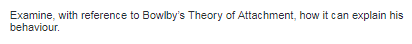 Examine, with reference to Bowlby's Theory of Attachment, how it can explain his
behaviour.